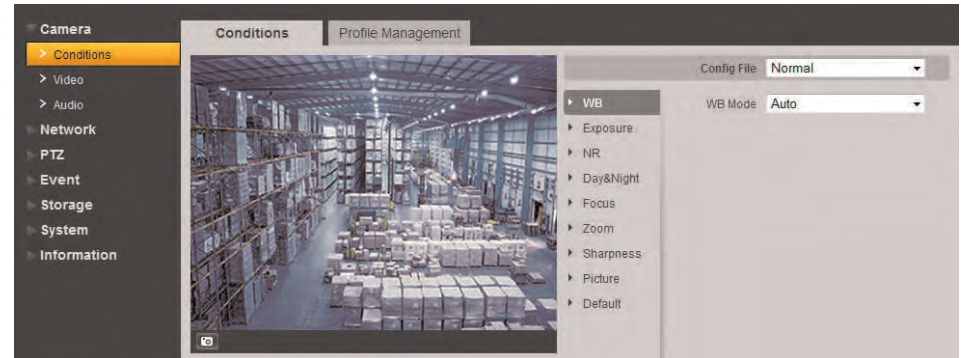 Camera
Conditions
Video
Audio
Network
PTZ
Event
Storage
System
Information
Conditions
Profile Management
Config File Normal
WB
WB Mode Auto
Exposure
NR
Day&Night
Focus
Zoom
Sharpness
Picture
Default